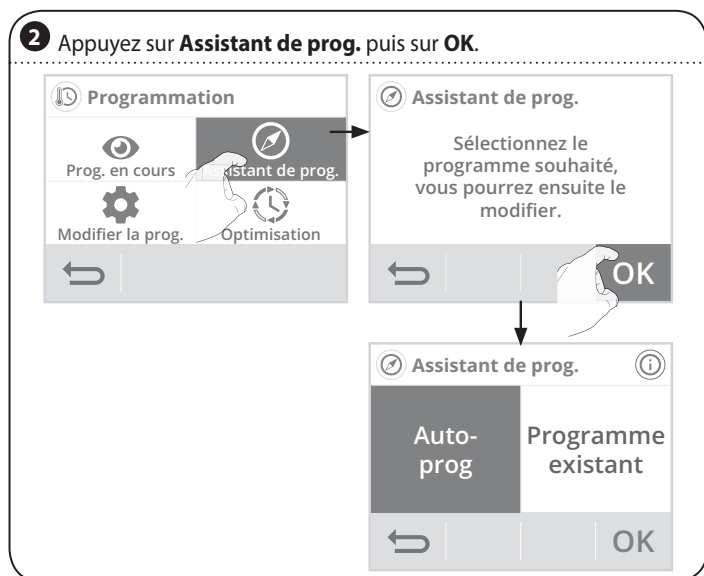 2 Appuyez sur Assistant de prog. puis sur OK.
Programmation
Prog. en cours
Assistant de prog.
Modifier la prog.
Optimisation
Assistant de prog.
Sélectionnez le
programme souhaité,
vous pourrez ensuite le
modifier.
OK
Assistant de prog.
Auto-
prog
Programme
existant
OK